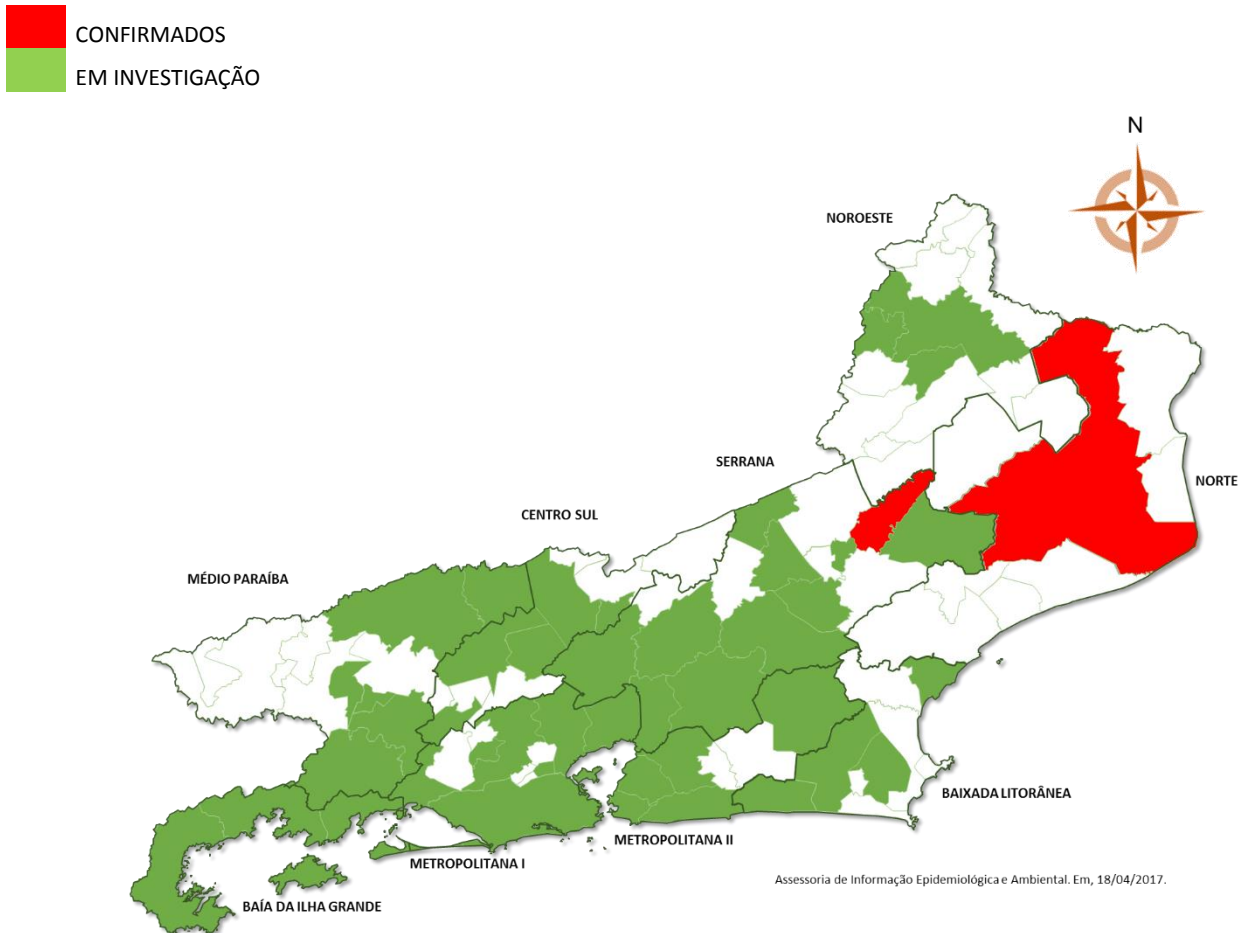 CONFIRMADOS
EM INVESTIGAÇÃO
N
NOROESTE
SERRANA
NORTE
CENTRO SUL
MÉDIO PARAÍBA
BAIXADA LITORÂNEA
METROPOLITANA II
METROPOLITANA I
BAÍA DA ILHA GRANDE
Assessoria de Informação Epidemiológica e Ambiental. Em, 18/04/2017.